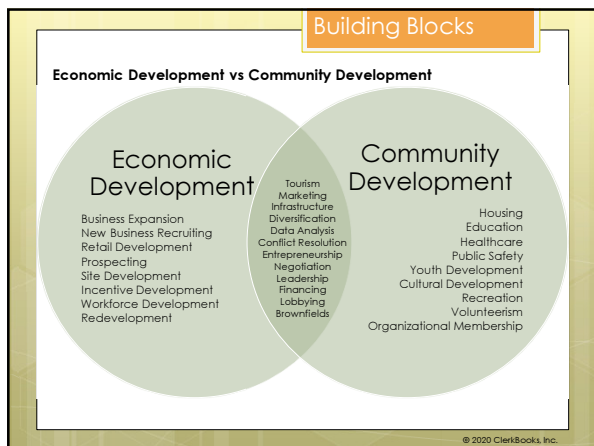 Building Blocks
Economic Development vs Community Development
Economic
Development
Business Expansion
New Business Recruiting
Retail Development
Prospecting
Site Development
Incentive Development
Workforce Development
Redevelopment
Tourism
Marketing
Infrastructure
Diversification
Data Analysis
Conflict Resolution
Entrepreneurship
Negotiation
Leadership
Financing
Lobbying
Brownfields
Community
Development
Housing
Education
Healthcare
Public Safety
Youth Development
Cultural Development
Recreation
Volunteerism
Organizational Membership
© 2020 ClerkBooks, Inc.